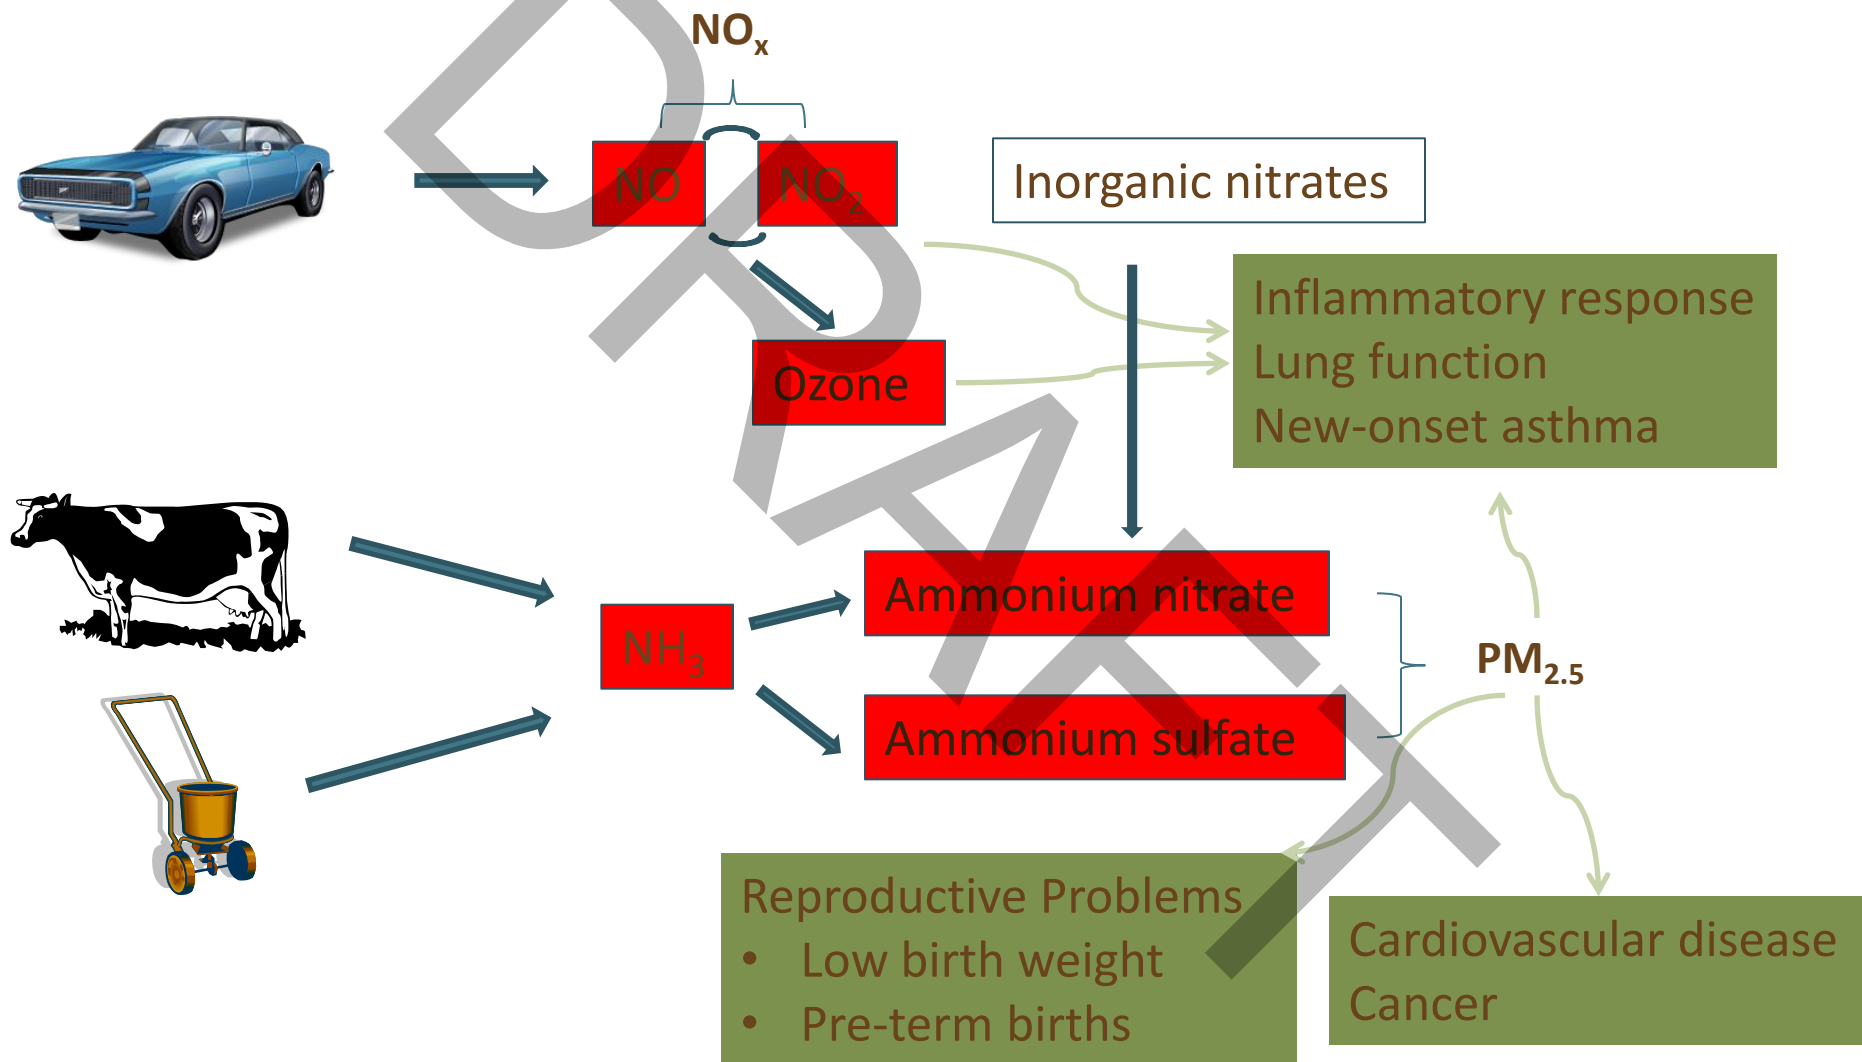 NOₓ
NO
NO₂
Inorganic nitrates
Inflammatory response
Lung function
New-onset asthma
Ozone
Ammonium nitrate
NH₃
PM₂.₅
Ammonium sulfate
Reproductive Problems
• Low birth weight
• Pre-term births
Cardiovascular disease
Cancer
DRAFT